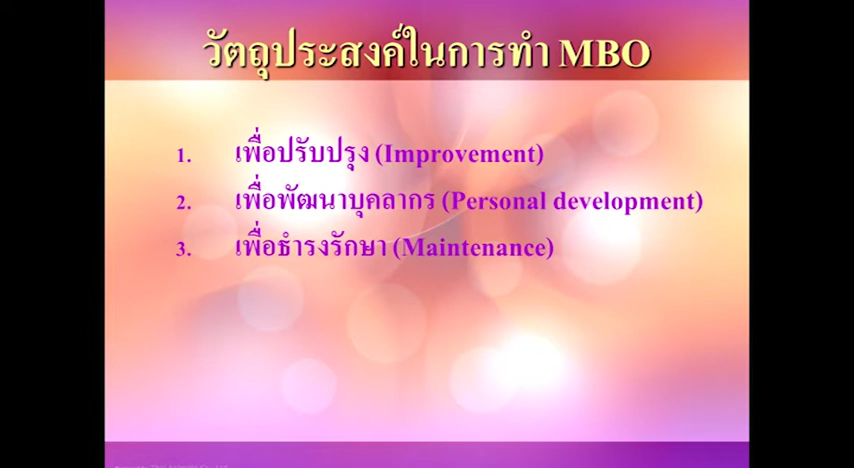 วัตถุประสงค์ในการทำ MBO
1. เพื่อปรับปรุง (Improvement)
2. เพื่อพัฒนาบุคลากร (Personal development)
3. เพื่อธำรงรักษา (Maintenance)